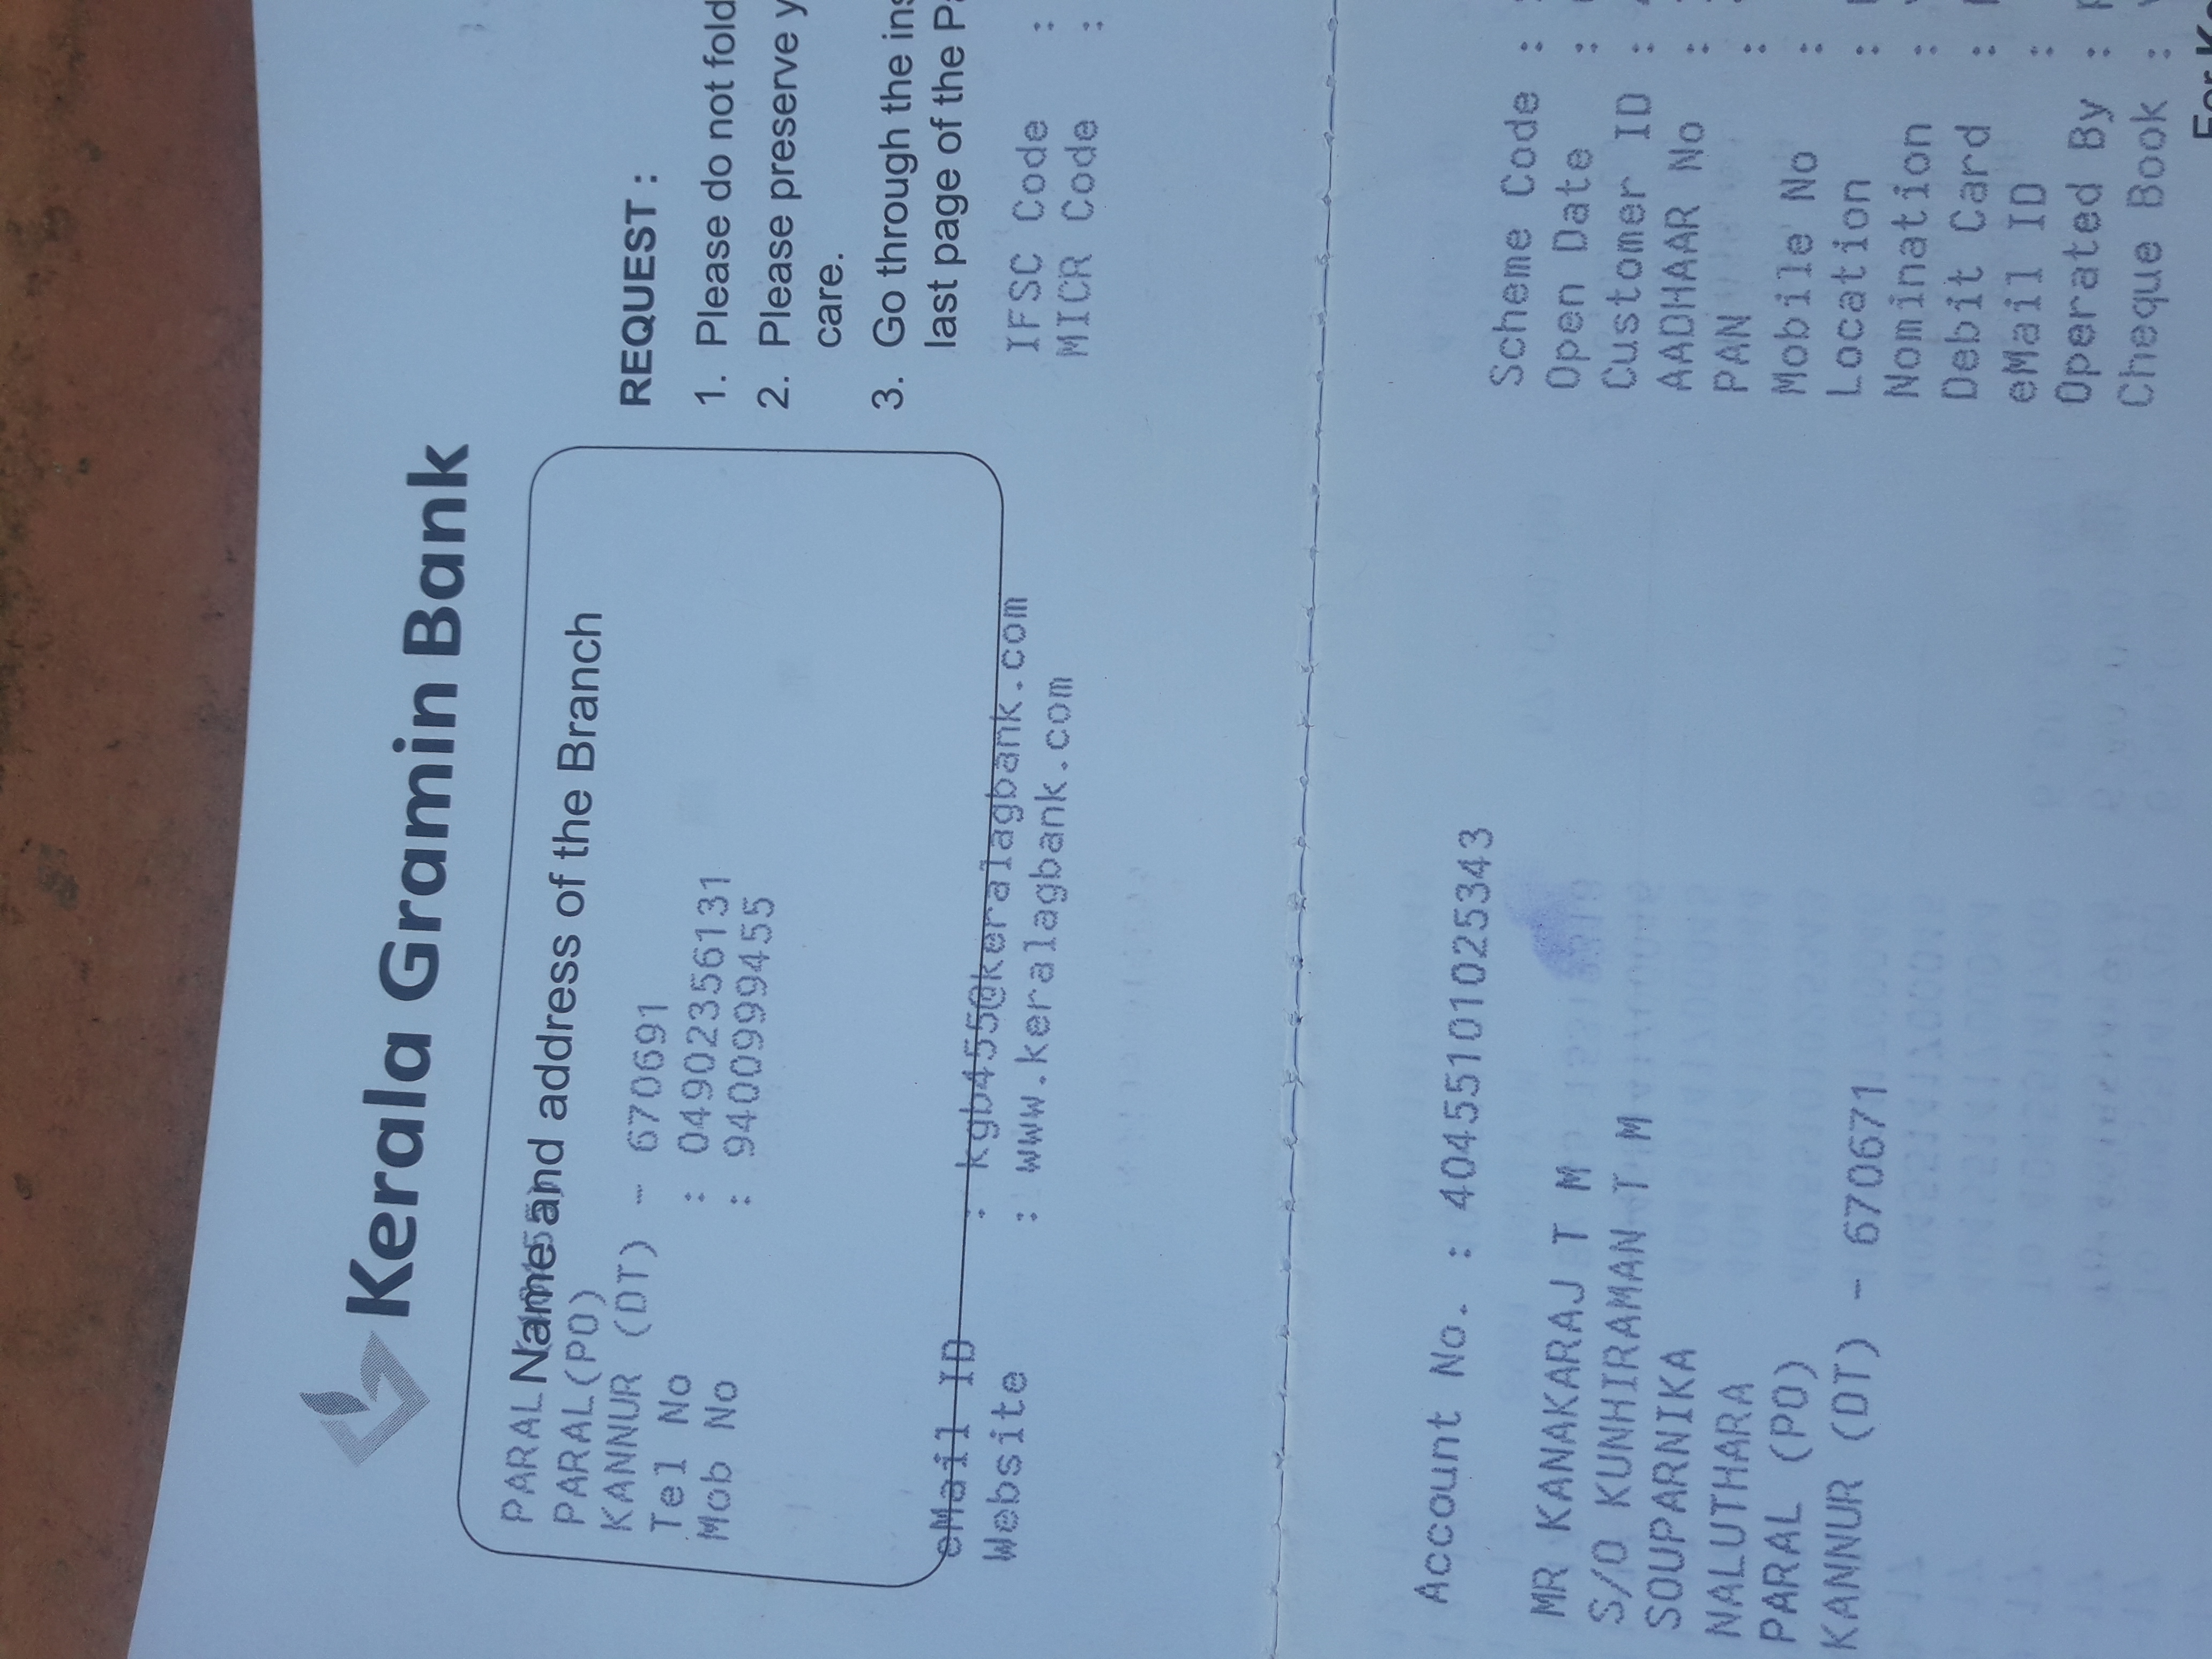 Kerala Gramin Bank
PARAL
Name and address of the Branch
PARAL(PO)
KANNUR (DT) - 670691
Tel No : 04902356131
Mob No : 9400999455
eMail ID : kgb455@keralagbank.com
Website : www.keralagbank.com
REQUEST :
1. Please do not fold
2. Please preserve y
care.
3. Go through the ins
last page of the Pa
IFSC Code :
MICR Code :
Account No. : 40455101025343
MR KANAKARAJ T M
S/O KUNHIRAMAN T M
SOUPARNIKA
NALUTHARA
PARAL (PO)
KANNUR (DT) - 670671
Scheme Code :
Open Date :
Customer ID :
AADHAAR No :
PAN :
Mobile No :
Location :
Nomination :
Debit Card :
eMail ID :
Operated By :
Cheque Book :